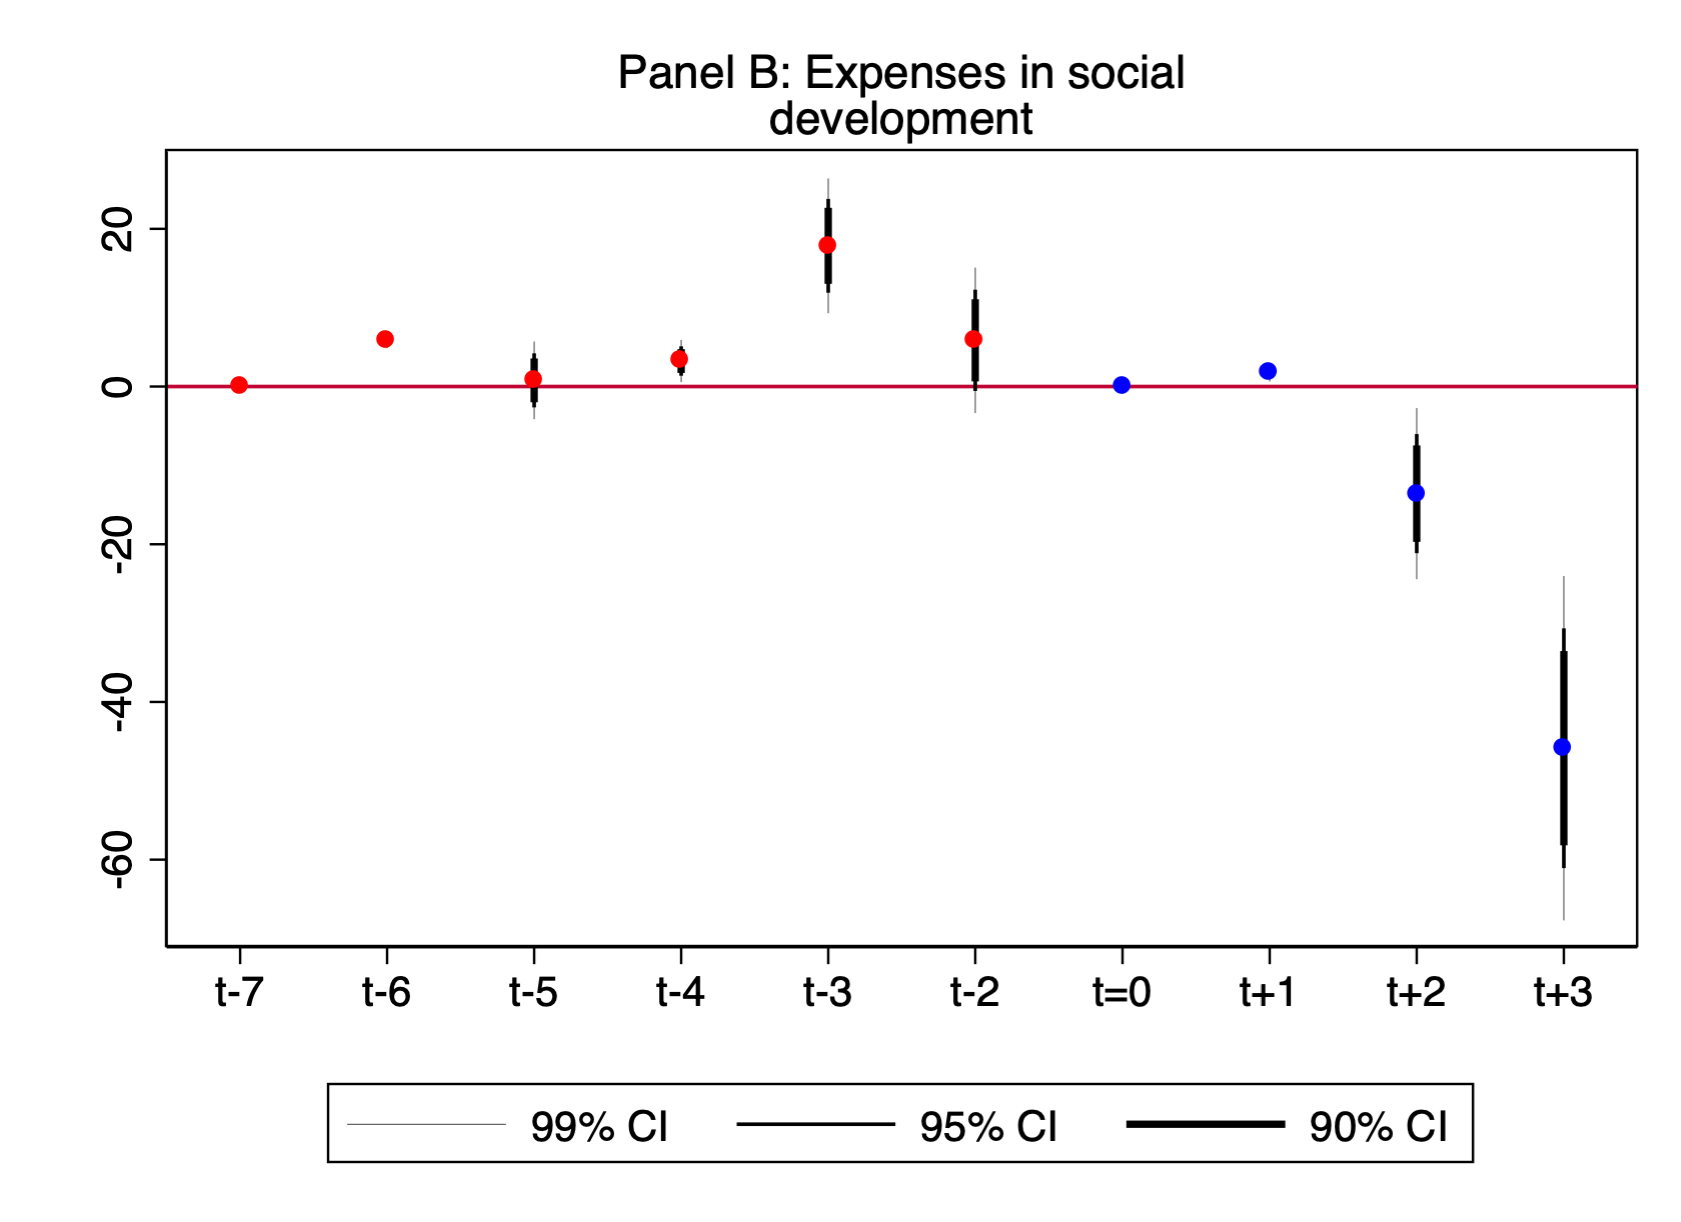 Panel B: Expenses in social
development
20
0
-20
-40
-60
t-7 t-6 t-5 t-4 t-3 t-2 t=0 t+1 t+2 t+3
99% CI 95% CI 90% CI